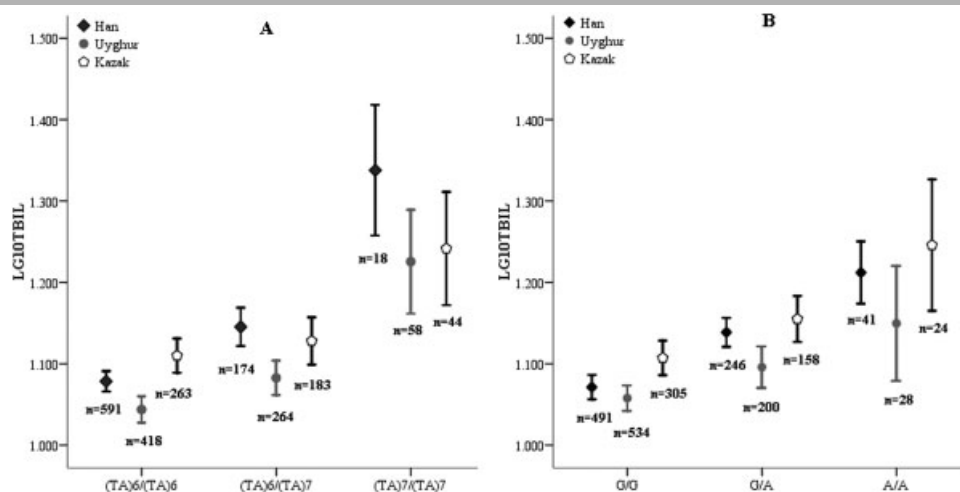 A
Han
Uyghur
Kazak
1.500
1.400
1.300
1.200
1.100
1.000
LG10TBIL
n=591
n=418
n=263
n=174
n=264
n=183
n=18
n=58
n=44
(TA)6/(TA)6
(TA)6/(TA)7
(TA)7/(TA)7
B
Han
Uyghur
Kazak
1.500
1.400
1.300
1.200
1.100
1.000
LG10TBIL
n=491
n=534
n=305
n=246
n=200
n=158
n=41
n=28
n=24
G/G
G/A
A/A